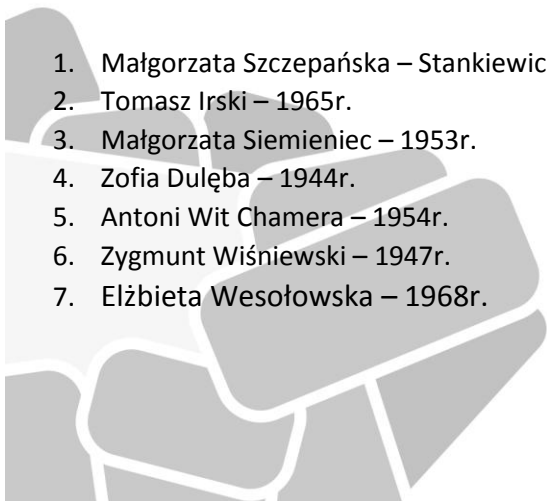 1. Małgorzata Szczepańska – Stankiewic
2. Tomasz Irski – 1965r.
3. Małgorzata Siemieniec – 1953r.
4. Zofia Dulęba – 1944r.
5. Antoni Wit Chamera – 1954r.
6. Zygmunt Wiśniewski – 1947r.
7. Elżbieta Wesołowska – 1968r.